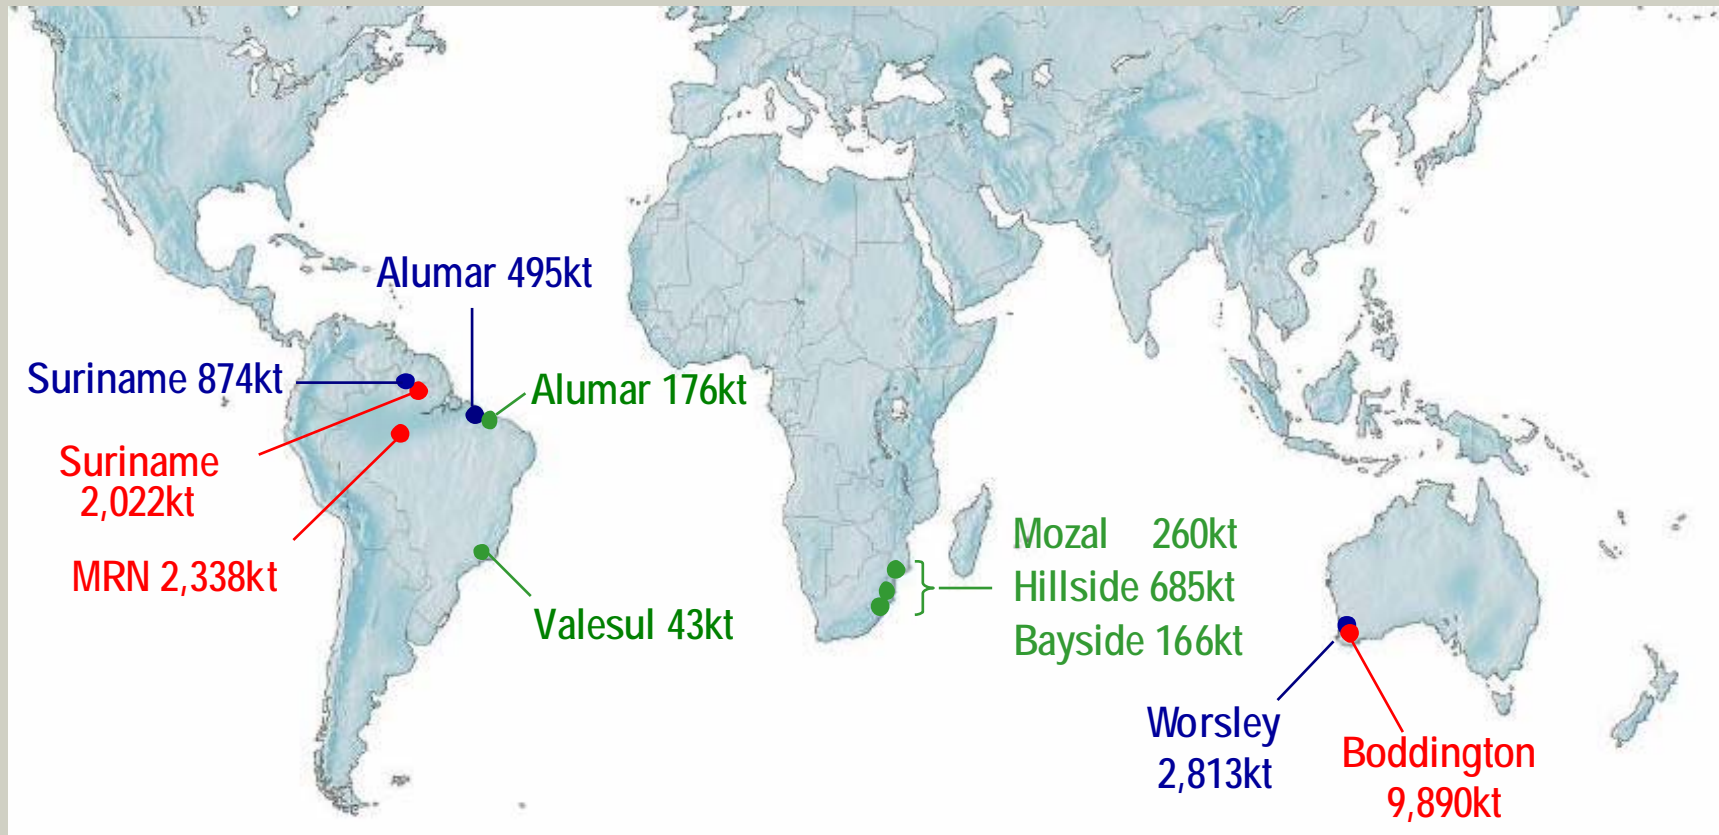 Alumar 495kt
Suriname 874kt
Alumar 176kt
Suriname
2,022kt
MRN 2,338kt
Valesul 43kt
Mozal 260kt
Hillside 685kt
Bayside 166kt
Worsley
2,813kt
Boddington
9,890kt